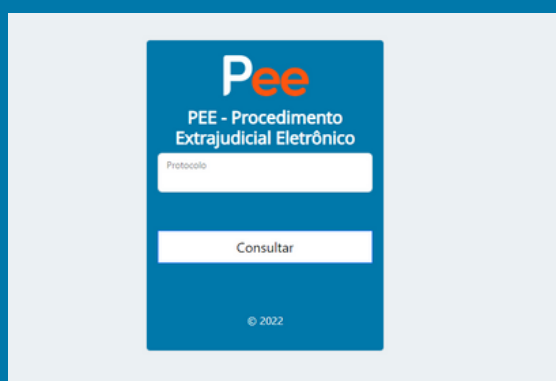 Pee
PEE - Procedimento
Extrajudicial Eletrônico
Protocolo
Consultar
© 2022